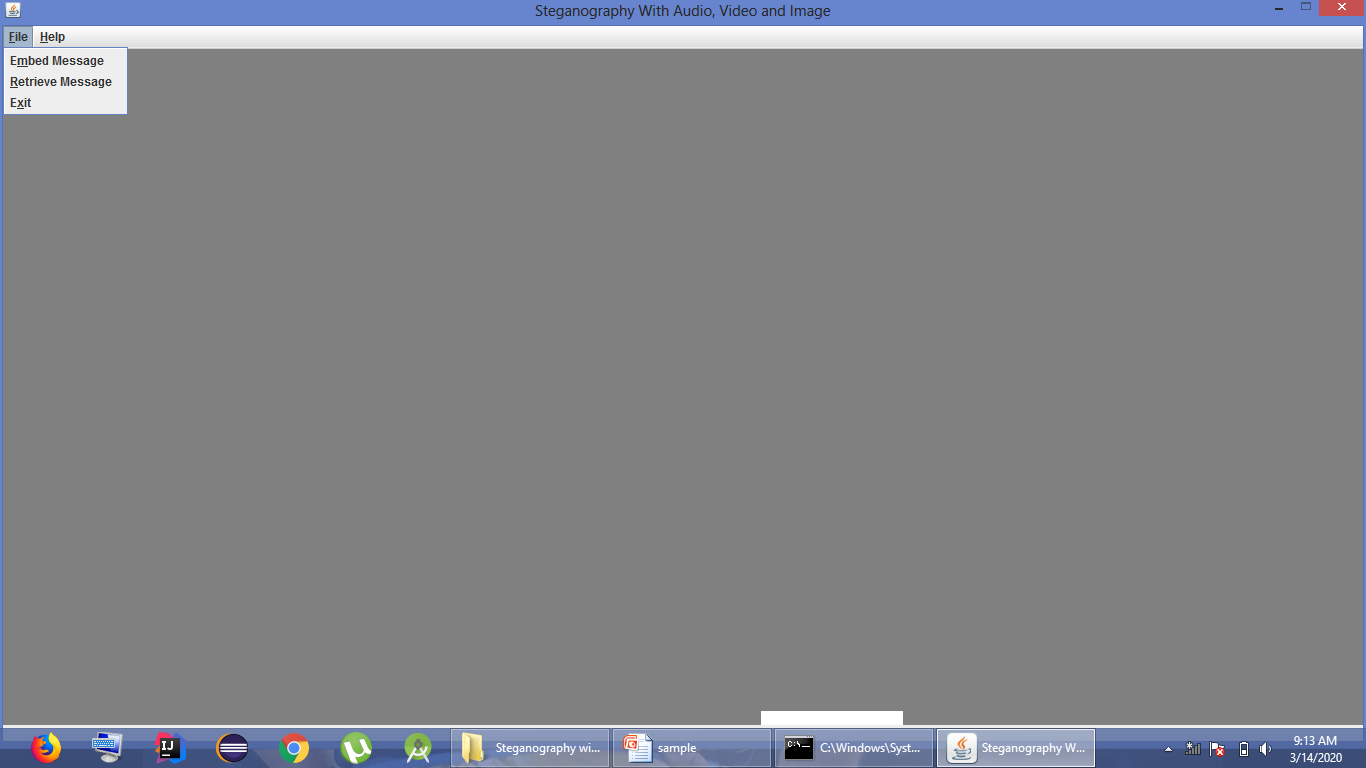 Steganography With Audio, Video and Image
File Help
Embed Message
Retrieve Message
Exit
IJ
Steganography wi...
sample
C:\Windows\Syst...
Steganography W...
9:13 AM
3/14/2020